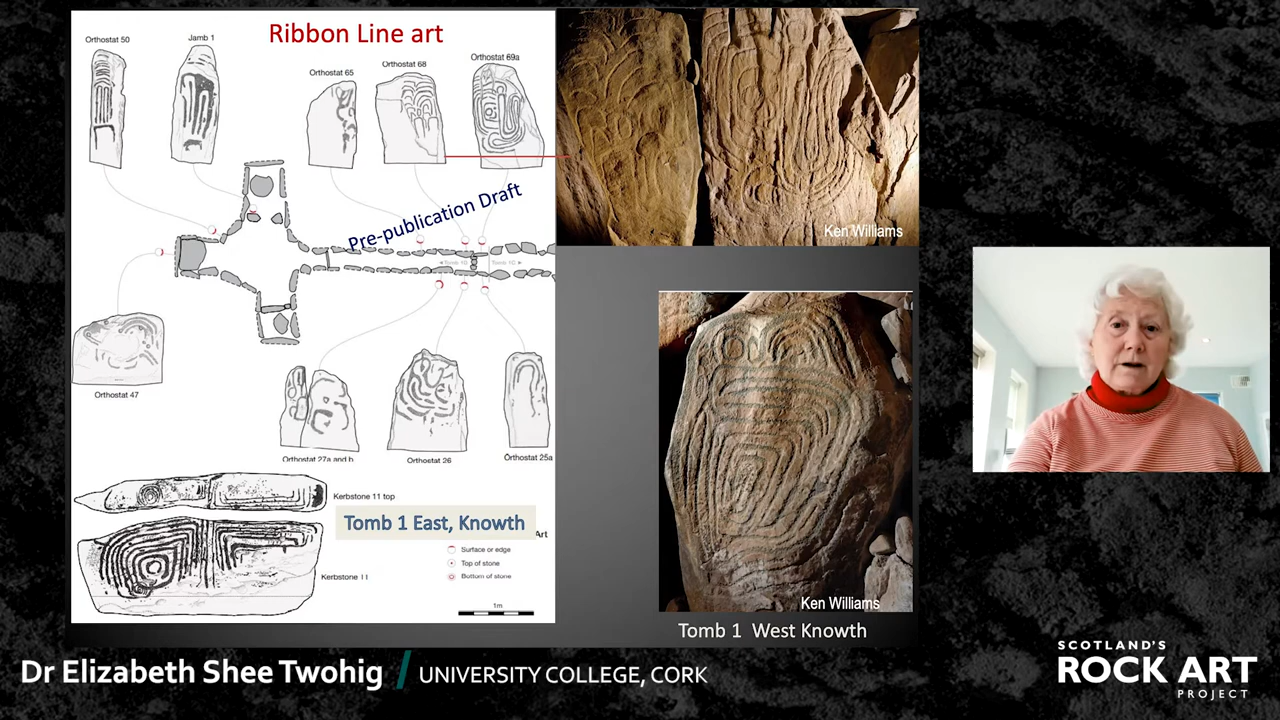 Ribbon Line art
Orthostat 50
Jamb 1
Orthostat 65
Orthostat 68
Orthostat 69a
Ken Williams
Pre-publication Draft
Orthostat 47
Orthostat 27a and b
Orthostat 26
Orthostat 25a
Kerbstone 11 top
Tomb 1 East, Knowth
Art
Surface or edge
Top of stone
Bottom of stone
Kerbstone 11
1m
Ken Williams
Tomb 1 West Knowth
Dr Elizabeth Shee Twohig / UNIVERSITY COLLEGE, CORK
SCOTLAND'S
ROCK ART
PROJECT